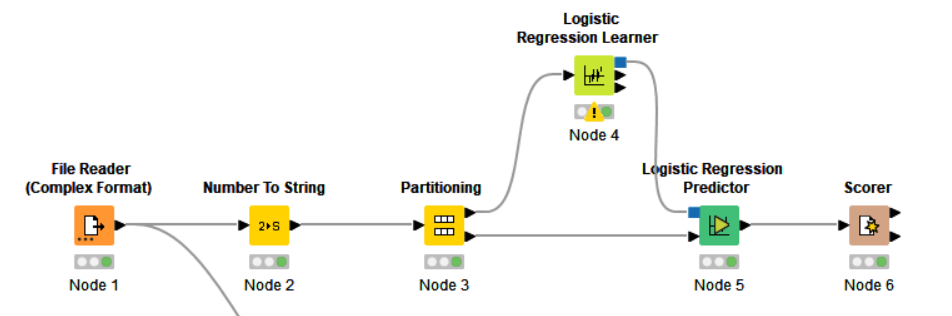 Logistic
Regression Learner
Node 4
File Reader
(Complex Format)
Node 1
Number To String
2▸S
Node 2
Partitioning
Node 3
Logistic Regression
Predictor
Node 5
Scorer
Node 6